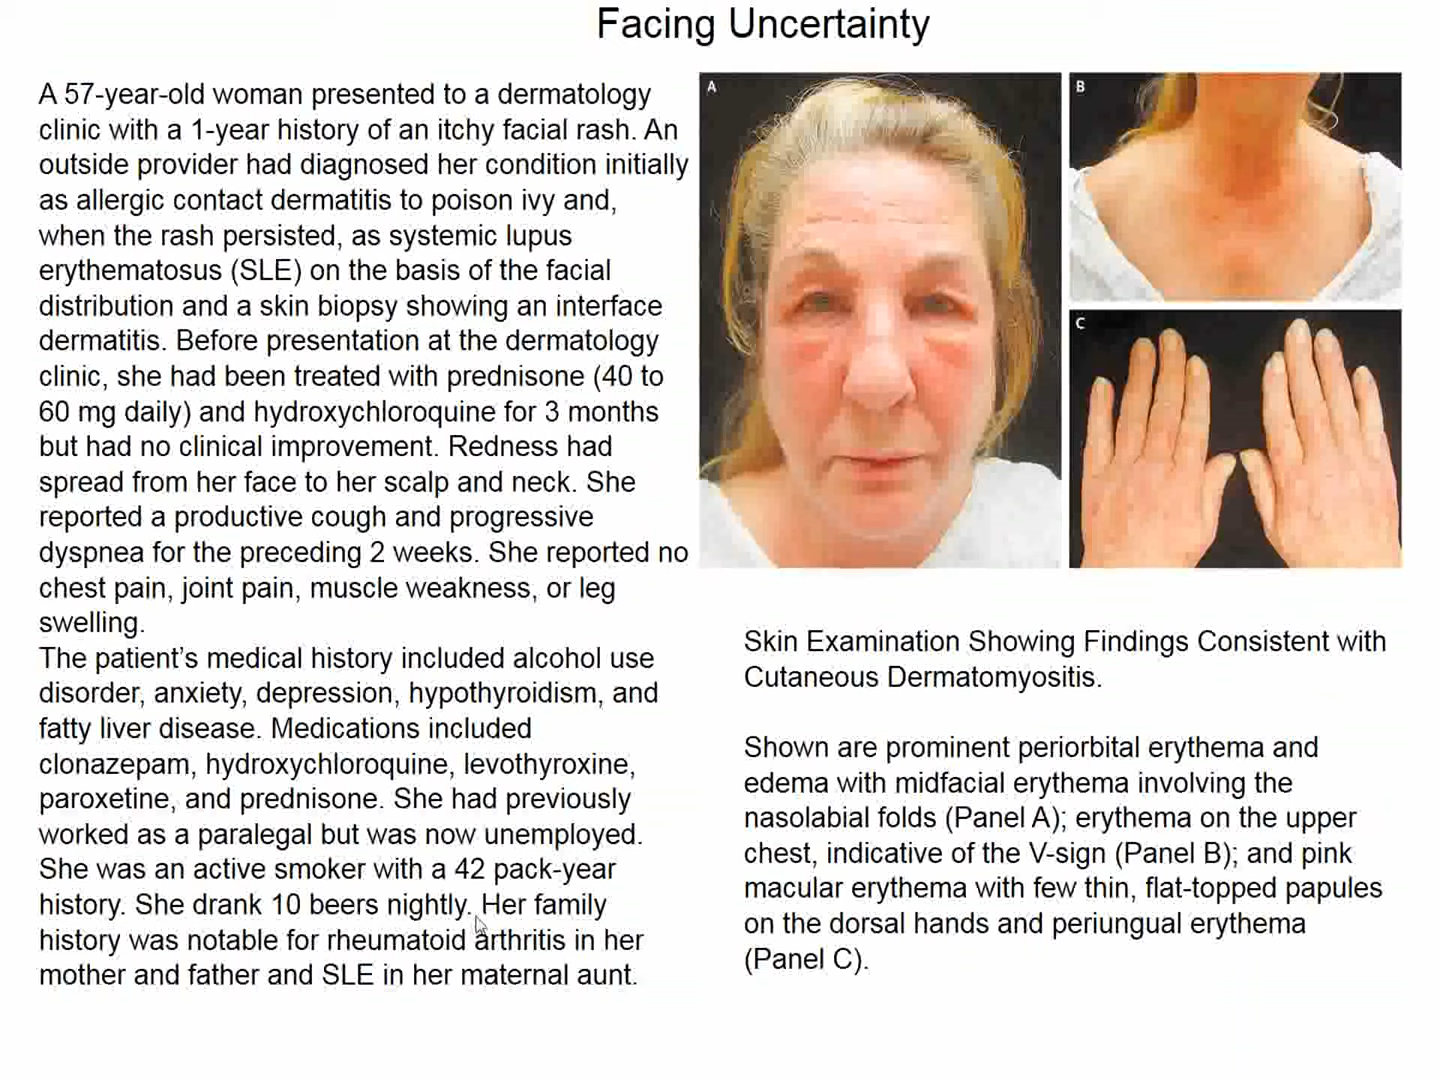 Facing Uncertainty
A 57-year-old woman presented to a dermatology
clinic with a 1-year history of an itchy facial rash. An
outside provider had diagnosed her condition initially
as allergic contact dermatitis to poison ivy and,
when the rash persisted, as systemic lupus
erythematosus (SLE) on the basis of the facial
distribution and a skin biopsy showing an interface
dermatitis. Before presentation at the dermatology
clinic, she had been treated with prednisone (40 to
60 mg daily) and hydroxychloroquine for 3 months
but had no clinical improvement. Redness had
spread from her face to her scalp and neck. She
reported a productive cough and progressive
dyspnea for the preceding 2 weeks. She reported no
chest pain, joint pain, muscle weakness, or leg
swelling.
The patient’s medical history included alcohol use
disorder, anxiety, depression, hypothyroidism, and
fatty liver disease. Medications included
clonazepam, hydroxychloroquine, levothyroxine,
paroxetine, and prednisone. She had previously
worked as a paralegal but was now unemployed.
She was an active smoker with a 42 pack-year
history. She drank 10 beers nightly. Her family
history was notable for rheumatoid arthritis in her
mother and father and SLE in her maternal aunt.
A
B
C
Skin Examination Showing Findings Consistent with
Cutaneous Dermatomyositis.
Shown are prominent periorbital erythema and
edema with midfacial erythema involving the
nasolabial folds (Panel A); erythema on the upper
chest, indicative of the V-sign (Panel B); and pink
macular erythema with few thin, flat-topped papules
on the dorsal hands and periungual erythema
(Panel C).